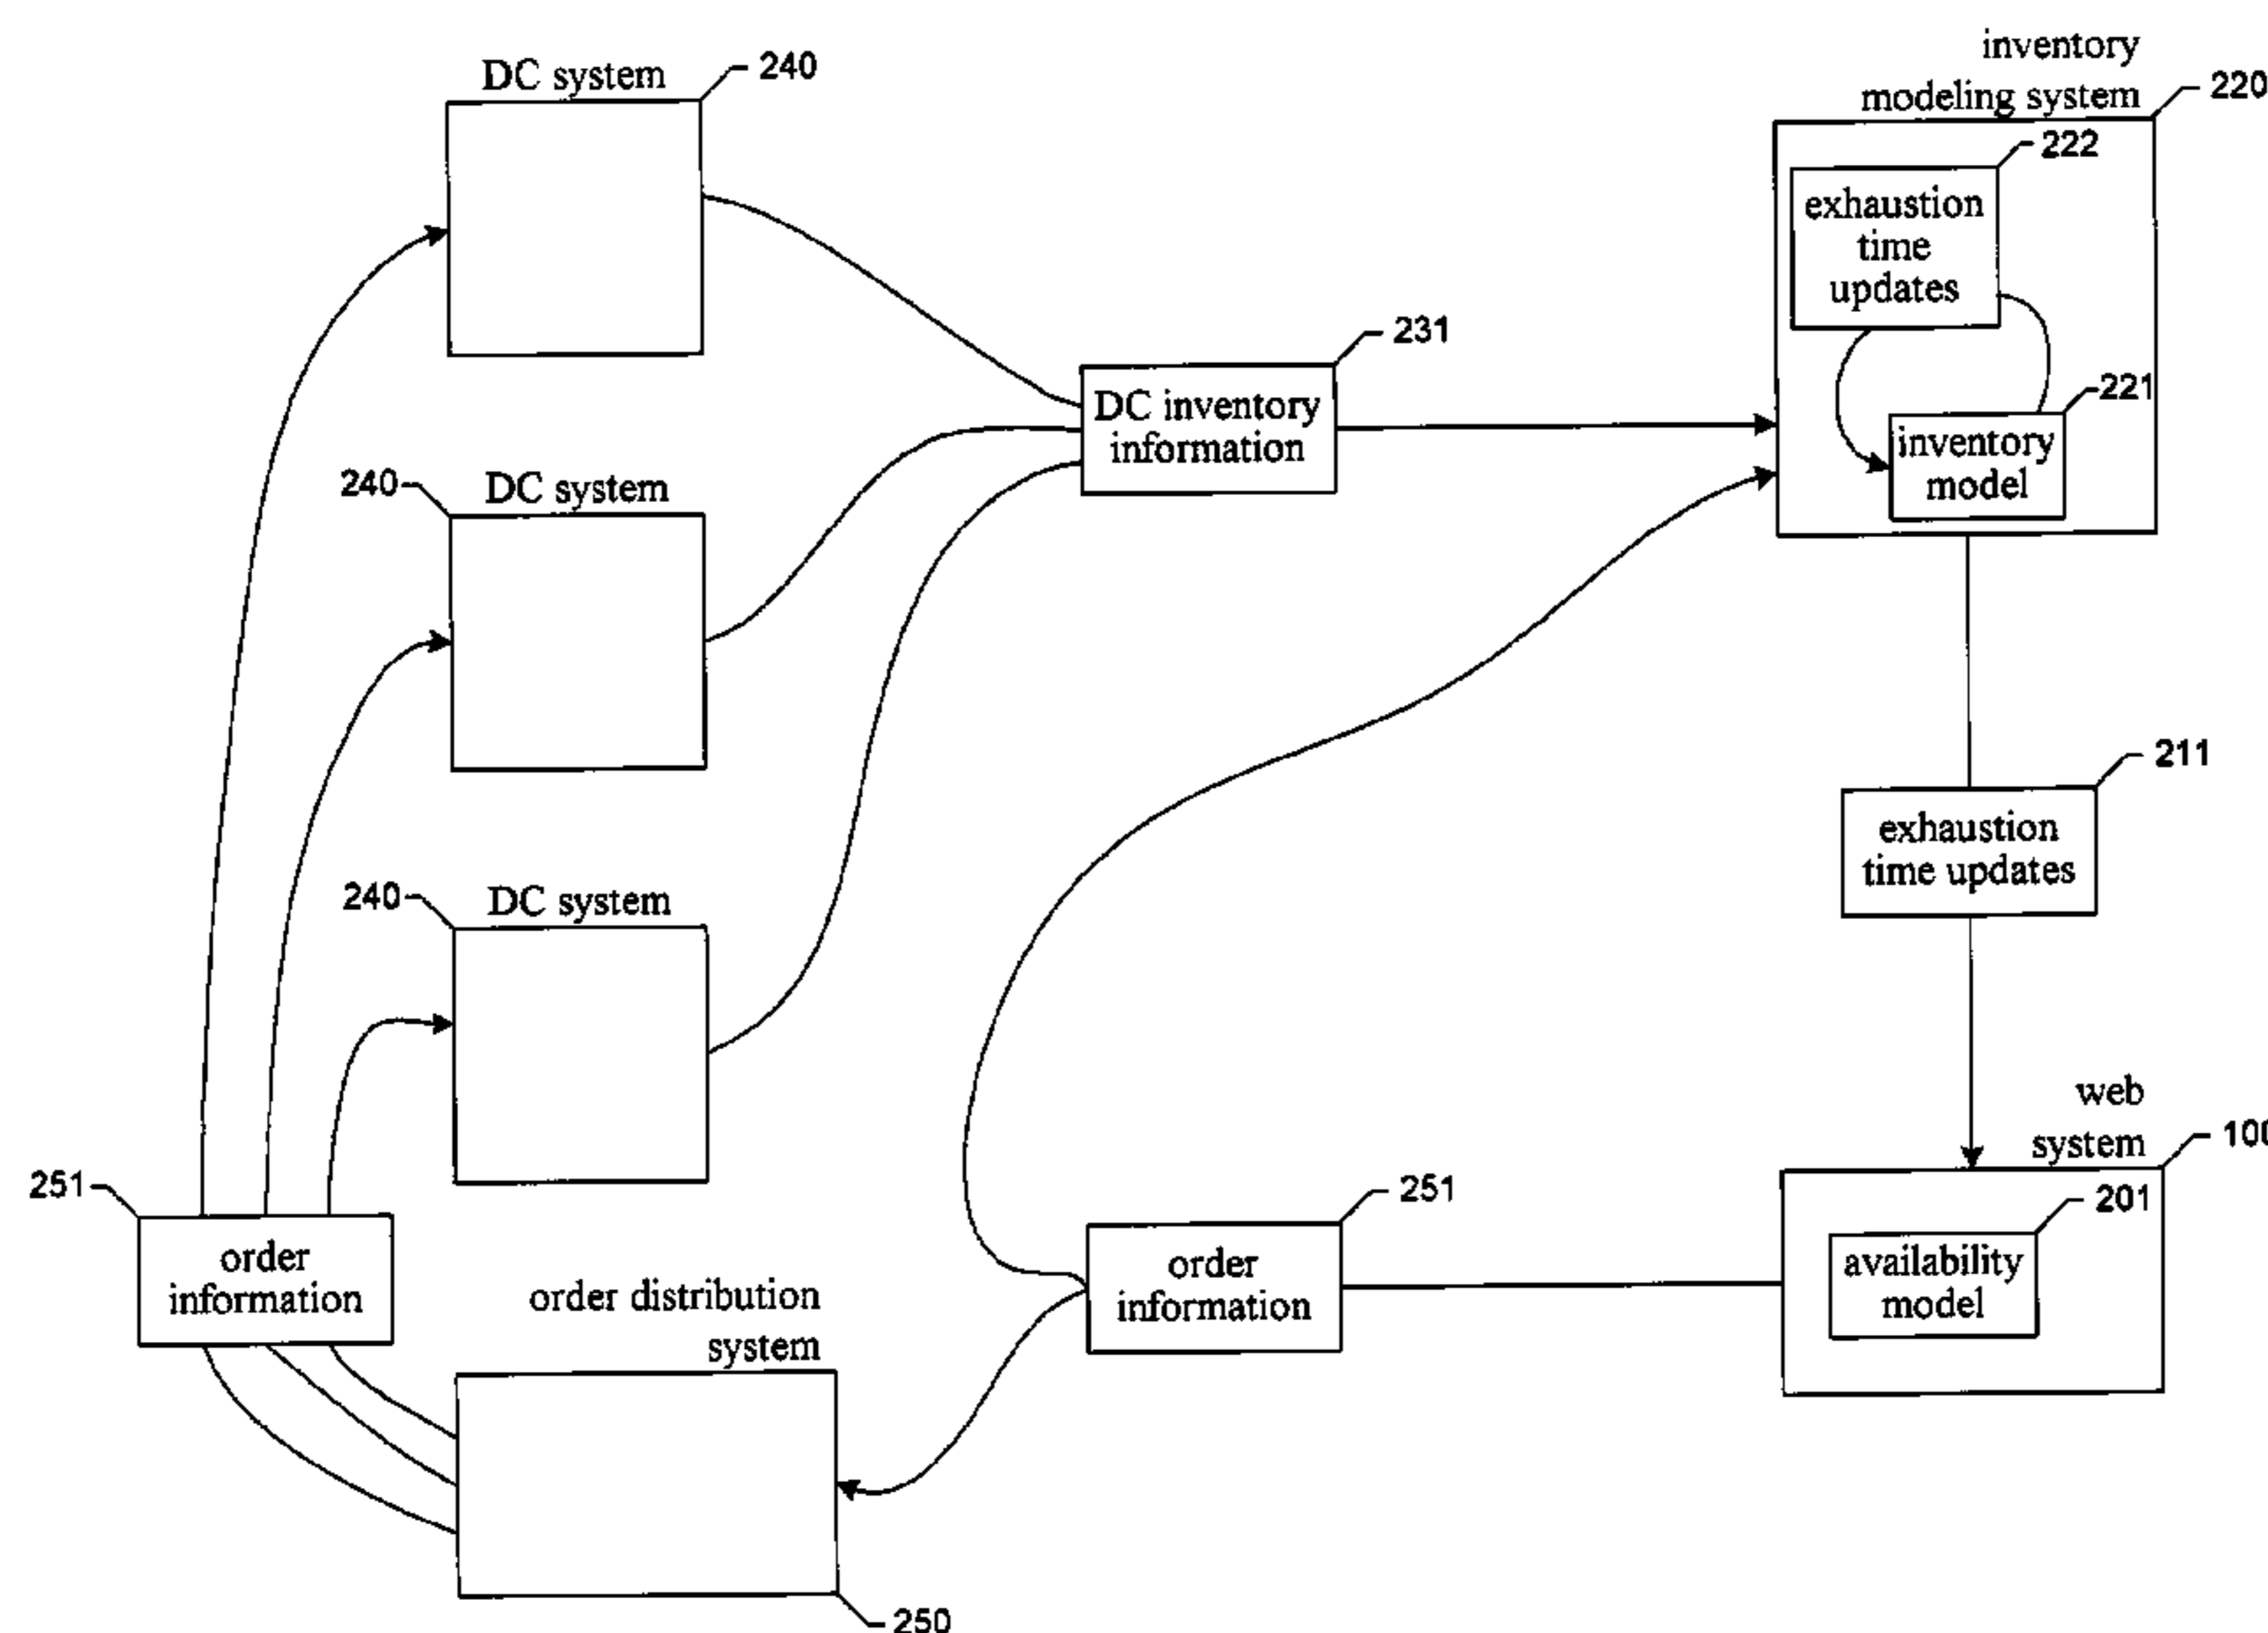 DC system
240
inventory
modeling system
220
222
exhaustion
time
updates
231
DC inventory
information
221
inventory
model
240
DC system
211
exhaustion
time updates
240
DC system
web
system
100
201
availability
model
251
order
information
251
order
information
order distribution
system
250